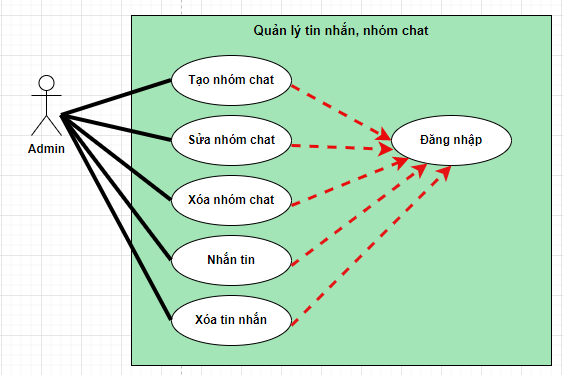 Quản lý tin nhắn, nhóm chat
Tạo nhóm chat
Sửa nhóm chat
Đăng nhập
Admin
Xóa nhóm chat
Nhắn tin
Xóa tin nhắn